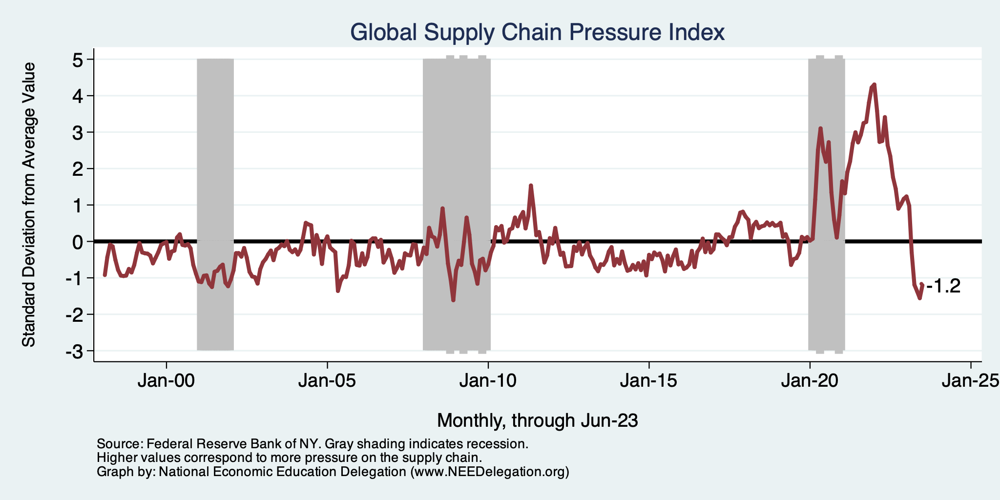 Global Supply Chain Pressure Index
Standard Deviation from Average Value
5
4
3
2
1
0
-1
-2
-3
-1.2
Jan-00 Jan-05 Jan-10 Jan-15 Jan-20 Jan-25
Monthly, through Jun-23
Source: Federal Reserve Bank of NY. Gray shading indicates recession.
Higher values correspond to more pressure on the supply chain.
Graph by: National Economic Education Delegation (www.NEEDelegation.org)